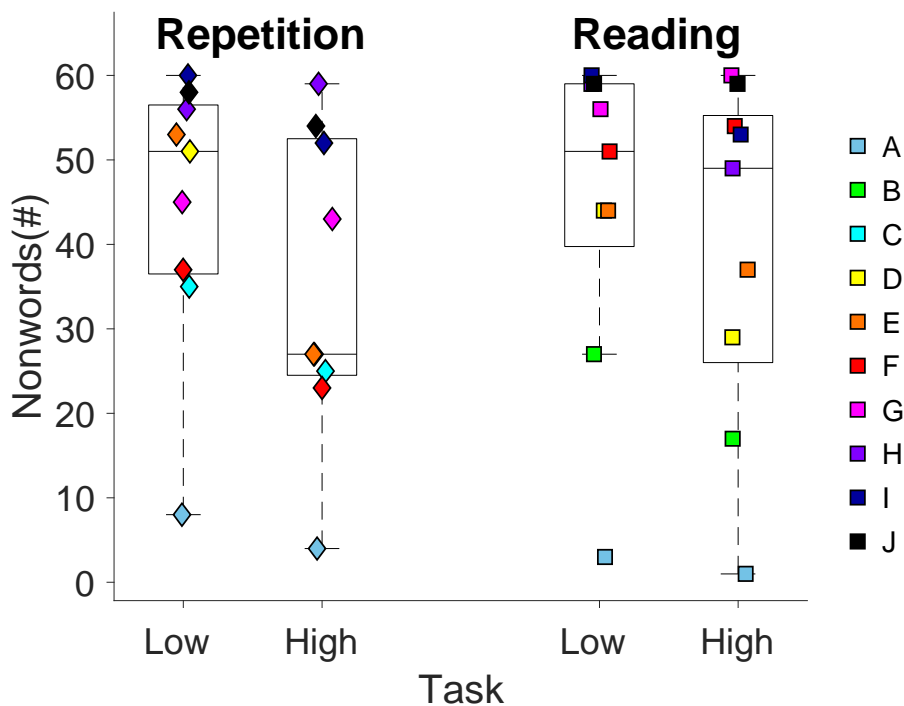 Repetition
Reading
60
50
40
30
20
10
0
Nonwords(#)
Low
High
Low
High
Task
A
B
C
D
E
F
G
H
I
J